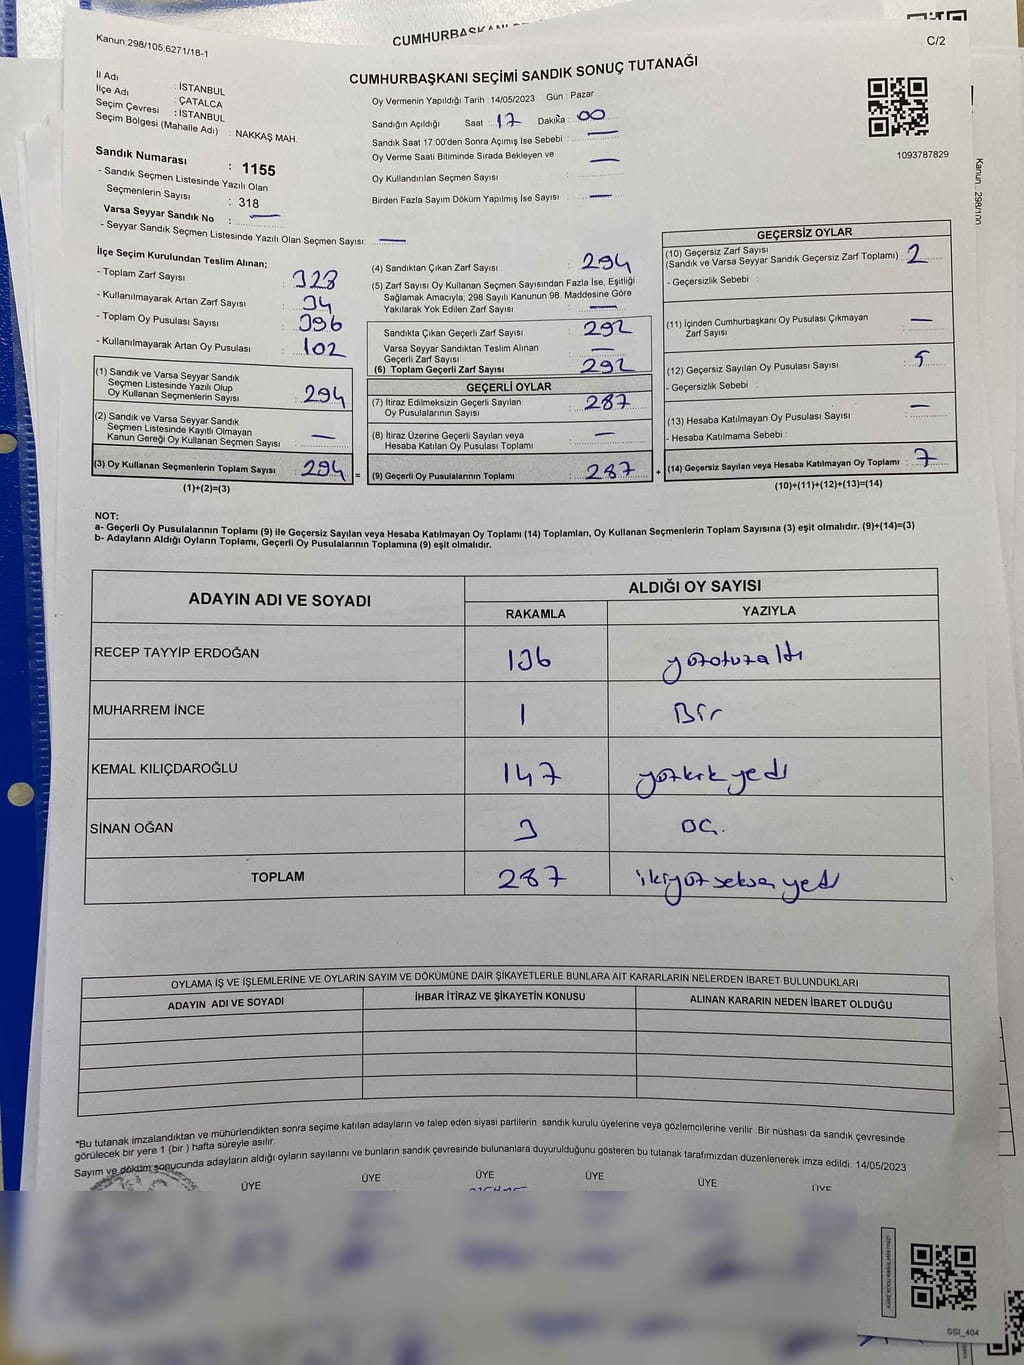 CUMHURBAŞKANI
Kanun:298/105,6271/18-1
C/2
CUMHURBAŞKANI SEÇİMİ SANDIK SONUÇ TUTANAĞI
İl Adı : İSTANBUL
İlçe Adı : ÇATALCA
Seçim Çevresi : İSTANBUL
Seçim Bölgesi (Mahalle Adı) : NAKKAŞ MAH.
Oy Vermenin Yapıldığı Tarih : 14/05/2023 Gün : Pazar
Sandığın Açıldığı Saat : 17 Dakika : 00
Sandık Saat 17:00'den Sonra Açımış İse Sebebi : —
Oy Verme Saati Bitiminde Sırada Bekleyen ve
Oy Kullandırılan Seçmen Sayısı : —
Birden Fazla Sayım Döküm Yapılmış İse Sayısı : —
1093787829
Kanun : 298/100
Sandık Numarası : 1155
- Sandık Seçmen Listesinde Yazılı Olan
Seçmenlerin Sayısı : 318
Varsa Seyyar Sandık No : —
- Seyyar Sandık Seçmen Listesinde Yazılı Olan Seçmen Sayısı: —
İlçe Seçim Kurulundan Teslim Alınan;
- Toplam Zarf Sayısı : 328
- Kullanılmayarak Artan Zarf Sayısı : 34
- Toplam Oy Pusulası Sayısı : 396
- Kullanılmayarak Artan Oy Pusulası : 102
(1) Sandık ve Varsa Seyyar Sandık
Seçmen Listesinde Yazılı Olup
Oy Kullanan Seçmenlerin Sayısı : 294
(2) Sandık ve Varsa Seyyar Sandık
Seçmen Listesinde Kayıtlı Olmayan
Kanun Gereği Oy Kullanan Seçmen Sayısı : —
(3) Oy Kullanan Seçmenlerin Toplam Sayısı : 294
(1)+(2)=(3)
(4) Sandıktan Çıkan Zarf Sayısı : 294
(5) Zarf Sayısı Oy Kullanan Seçmen Sayısından Fazla İse, Eşitliği
Sağlamak Amacıyla; 298 Sayılı Kanunun 98. Maddesine Göre
Yakılarak Yok Edilen Zarf Sayısı : —
Sandıkta Çıkan Geçerli Zarf Sayısı : 292
Varsa Seyyar Sandıktan Teslim Alınan
Geçerli Zarf Sayısı : —
(6) Toplam Geçerli Zarf Sayısı : 292
GEÇERLİ OYLAR
(7) İtiraz Edilmeksizin Geçerli Sayılan
Oy Pusulalarının Sayısı : 287
(8) İtiraz Üzerine Geçerli Sayılan veya
Hesaba Katılan Oy Pusulası Toplamı : —
= (9) Geçerli Oy Pusulalarının Toplamı : 287 +
GEÇERSİZ OYLAR
(10) Geçersiz Zarf Sayısı
(Sandık ve Varsa Seyyar Sandık Geçersiz Zarf Toplamı) : 2
- Geçersizlik Sebebi :
(11) İçinden Cumhurbaşkanı Oy Pusulası Çıkmayan
Zarf Sayısı : —
(12) Geçersiz Sayılan Oy Pusulası Sayısı : 5
- Geçersizlik Sebebi :
(13) Hesaba Katılmayan Oy Pusulası Sayısı : —
- Hesaba Katılmama Sebebi :
(14) Geçersiz Sayılan veya Hesaba Katılmayan Oy Toplamı : 7
(10)+(11)+(12)+(13)=(14)
NOT:
a- Geçerli Oy Pusulalarının Toplamı (9) ile Geçersiz Sayılan veya Hesaba Katılmayan Oy Toplamı (14) Toplamları, Oy Kullanan Seçmenlerin Toplam Sayısına (3) eşit olmalıdır. (9)+(14)=(3)
b- Adayların Aldığı Oyların Toplamı, Geçerli Oy Pusulalarının Toplamına (9) eşit olmalıdır.
ADAYIN ADI VE SOYADI ALDIĞI OY SAYISI
RAKAMLA YAZIYLA
RECEP TAYYİP ERDOĞAN 136 yüzotuzaltı
MUHARREM İNCE 1 Bir
KEMAL KILIÇDAROĞLU 147 yüzkırkyedi
SİNAN OĞAN 3 üç.
TOPLAM 287 ikiyüzseksenyedi
OYLAMA İŞ VE İŞLEMLERİNE VE OYLARIN SAYIM VE DÖKÜMÜNE DAİR ŞİKAYETLERLE BUNLARA AİT KARARLARIN NELERDEN İBARET BULUNDUKLARI
ADAYIN ADI VE SOYADI İHBAR İTİRAZ VE ŞİKAYETİN KONUSU ALINAN KARARIN NEDEN İBARET OLDUĞU
*Bu tutanak imzalandıktan ve mühürlendikten sonra seçime katılan adayların ve talep eden siyasi partilerin sandık kurulu üyelerine veya gözlemcilerine verilir .Bir nüshası da sandık çevresinde
görülecek bir yere 1 (bir ) hafta süreyle asılır.
Sayım ve döküm sonucunda adayların aldığı oyların sayılarını ve bunların sandık çevresinde bulunanlara duyurulduğunu gösteren bu tutanak tarafımızdan düzenlenerek imza edildi. 14/05/2023
ÜYE ÜYE ÜYE ÜYE ÜYE ÜYE
SSI_404